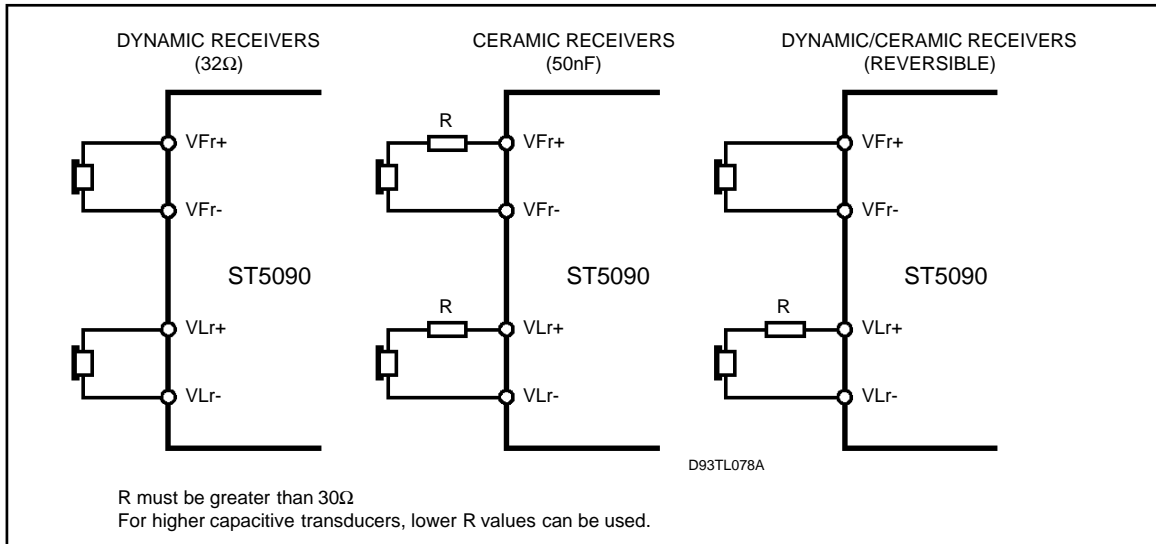 DYNAMIC RECEIVERS
(32Ω)
CERAMIC RECEIVERS
(50nF)
DYNAMIC/CERAMIC RECEIVERS
(REVERSIBLE)
VFr+
VFr-
ST5090
VLr+
VLr-
R
VFr+
VFr-
ST5090
R
VLr+
VLr-
VFr+
VFr-
ST5090
R
VLr+
VLr-
D93TL078A
R must be greater than 30Ω
For higher capacitive transducers, lower R values can be used.